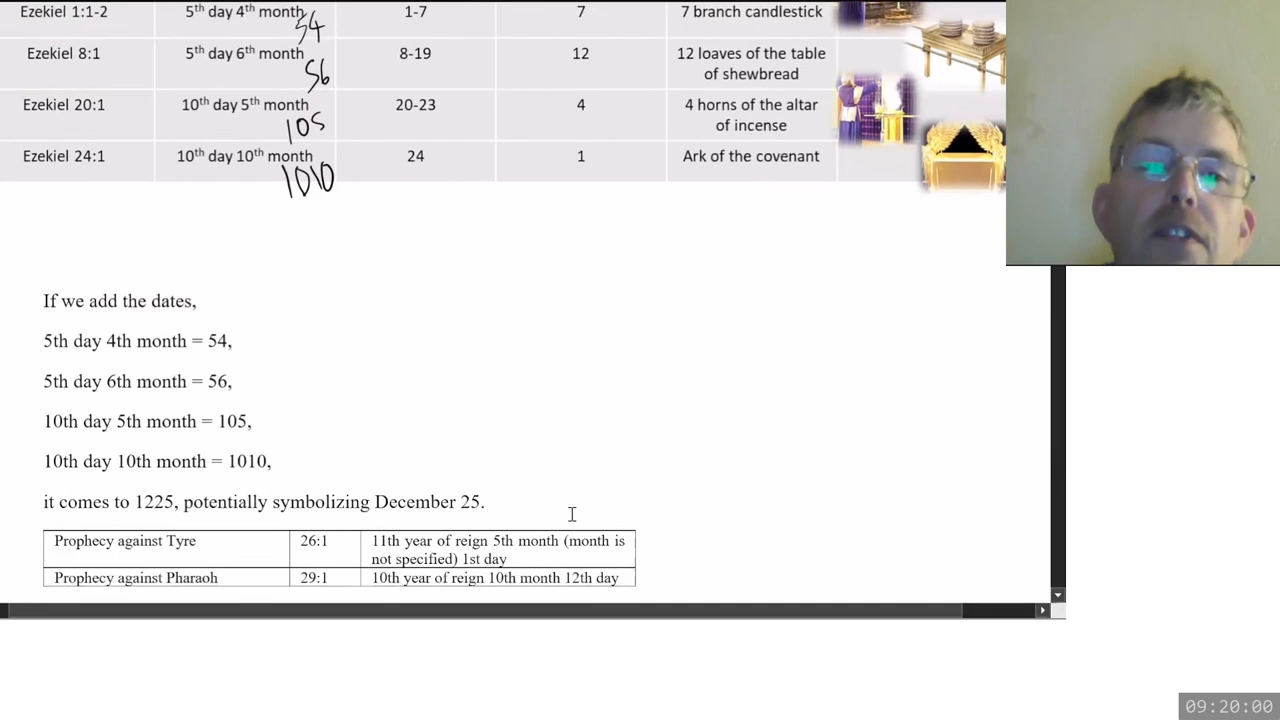 Ezekiel 1:1-2 5th day 4th month 1-7 7 7 branch candlestick
54
Ezekiel 8:1 5th day 6th month 8-19 12 12 loaves of the table
of shewbread
56
Ezekiel 20:1 10th day 5th month 20-23 4 4 horns of the altar
of incense
105
Ezekiel 24:1 10th day 10th month 24 1 Ark of the covenant
1010
If we add the dates,
5th day 4th month = 54,
5th day 6th month = 56,
10th day 5th month = 105,
10th day 10th month = 1010,
it comes to 1225, potentially symbolizing December 25.
Prophecy against Tyre 26:1 11th year of reign 5th month (month is
not specified) 1st day
Prophecy against Pharaoh 29:1 10th year of reign 10th month 12th day
09:20:00